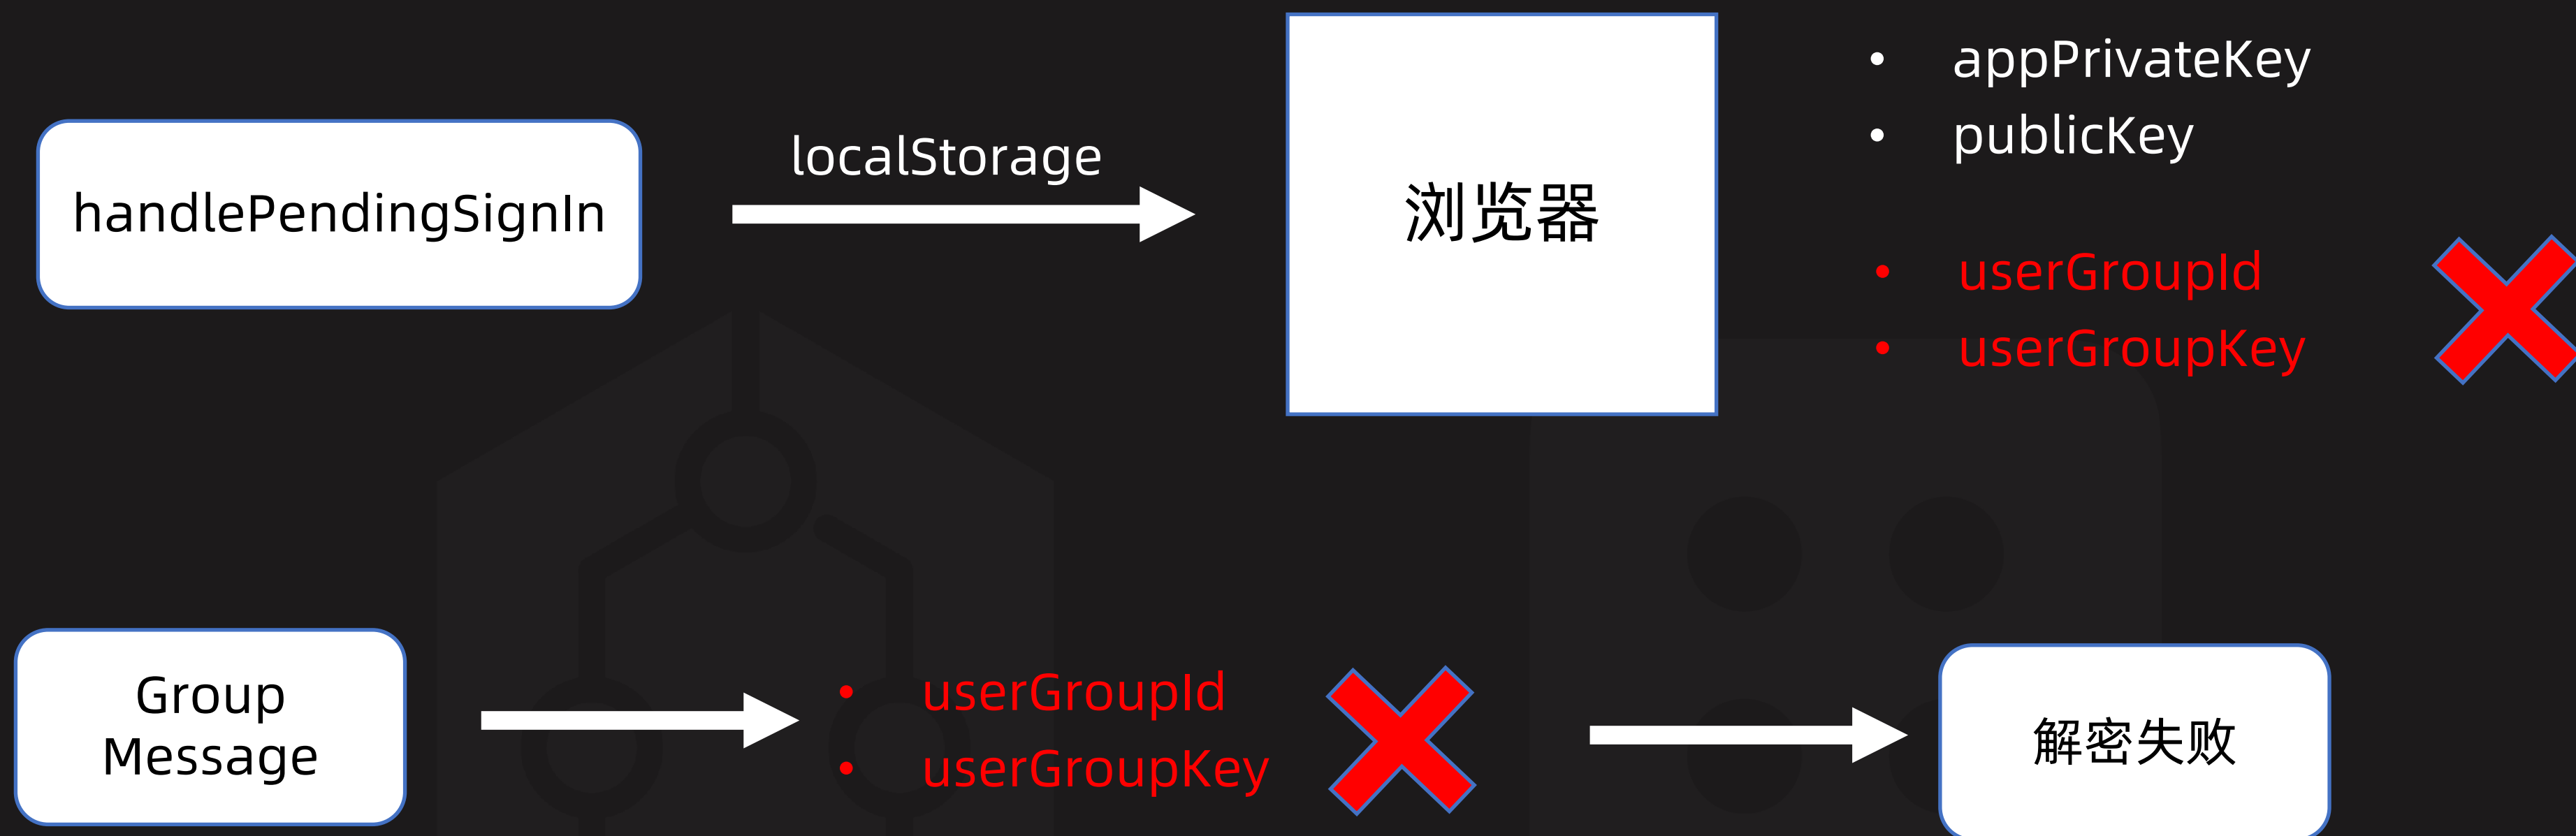 handlePendingSignIn
localStorage
浏览器
• appPrivateKey
• publicKey
• userGroupId
• userGroupKey
Group
Message
• userGroupId
• userGroupKey
解密失败